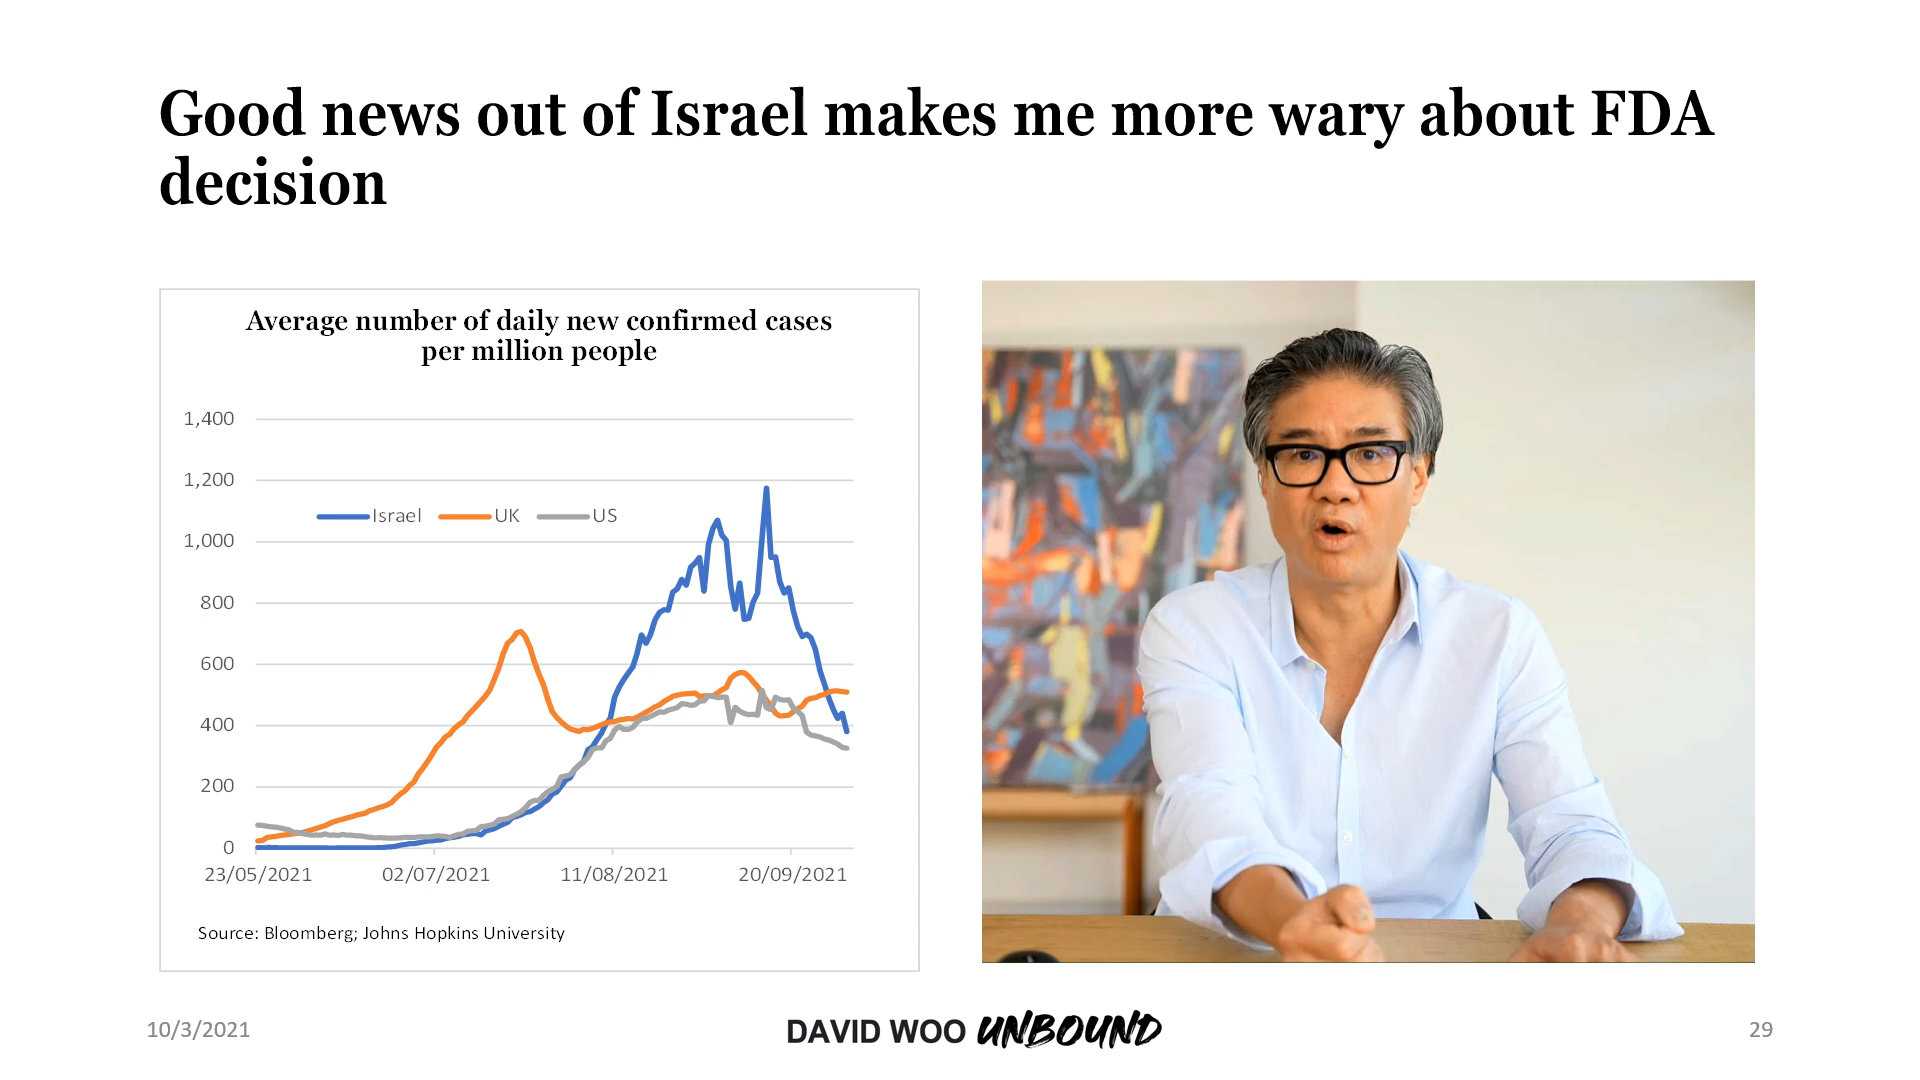 Good news out of Israel makes me more wary about FDA
decision
Average number of daily new confirmed cases
per million people
1,400
1,200
Israel UK US
1,000
800
600
400
200
0
23/05/2021 02/07/2021 11/08/2021 20/09/2021
Source: Bloomberg; Johns Hopkins University
10/3/2021 DAVID WOO UNBOUND 29